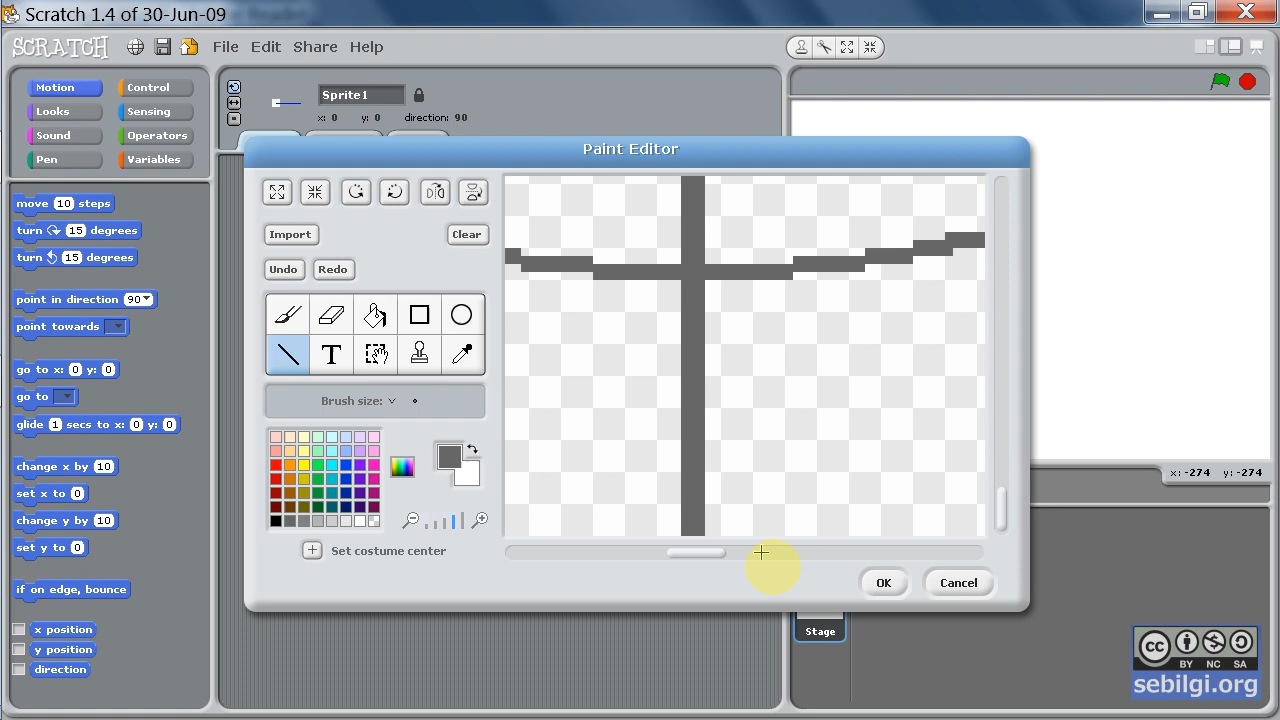 Scratch 1.4 of 30-Jun-09
SCRATCH File Edit Share Help
Motion Control
Looks Sensing
Sound Operators
Pen Variables
Sprite1
x: 0 y: 0 direction: 90
Paint Editor
Import Clear
Undo Redo
T
Brush size:
Set costume center
OK Cancel
move 10 steps
turn 15 degrees
turn 15 degrees
point in direction 90
point towards
go to x: 0 y: 0
go to
glide 1 secs to x: 0 y: 0
change x by 10
set x to 0
change y by 10
set y to 0
if on edge, bounce
x position
y position
direction
x: -274 y: -274
Stage
cc BY NC SA
sebilgi.org